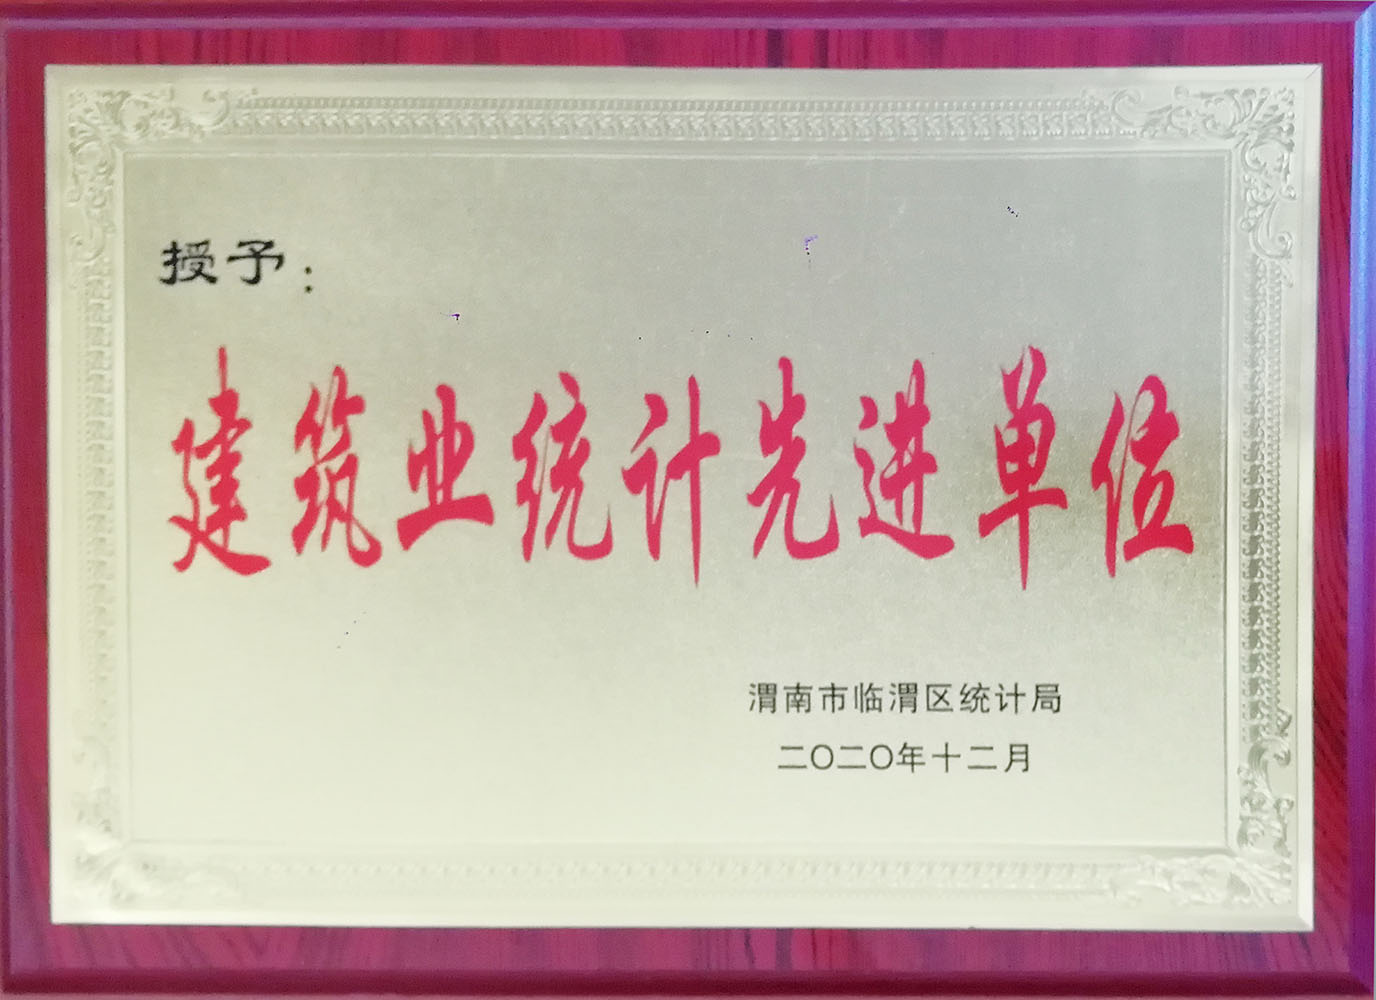 授予：
建筑业统计先进单位
渭南市临渭区统计局
二〇二〇年十二月